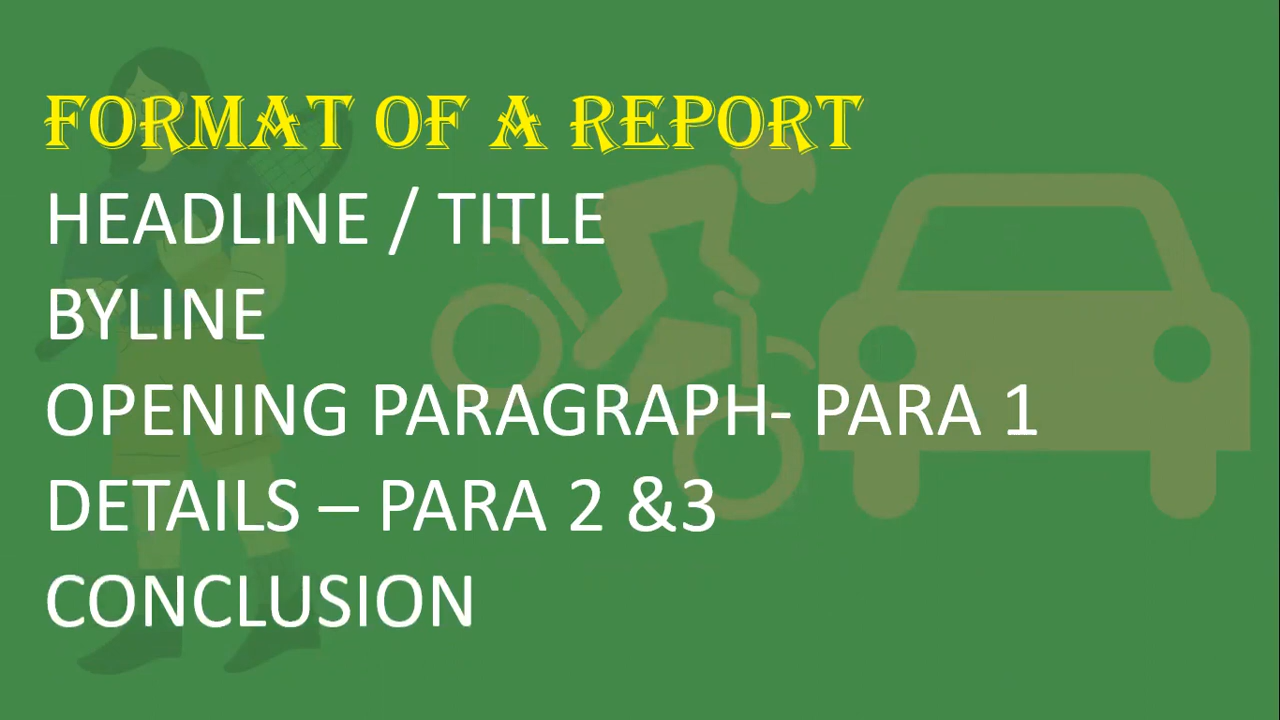 FORMAT OF A REPORT
HEADLINE / TITLE
BYLINE
OPENING PARAGRAPH- PARA 1
DETAILS – PARA 2 &3
CONCLUSION